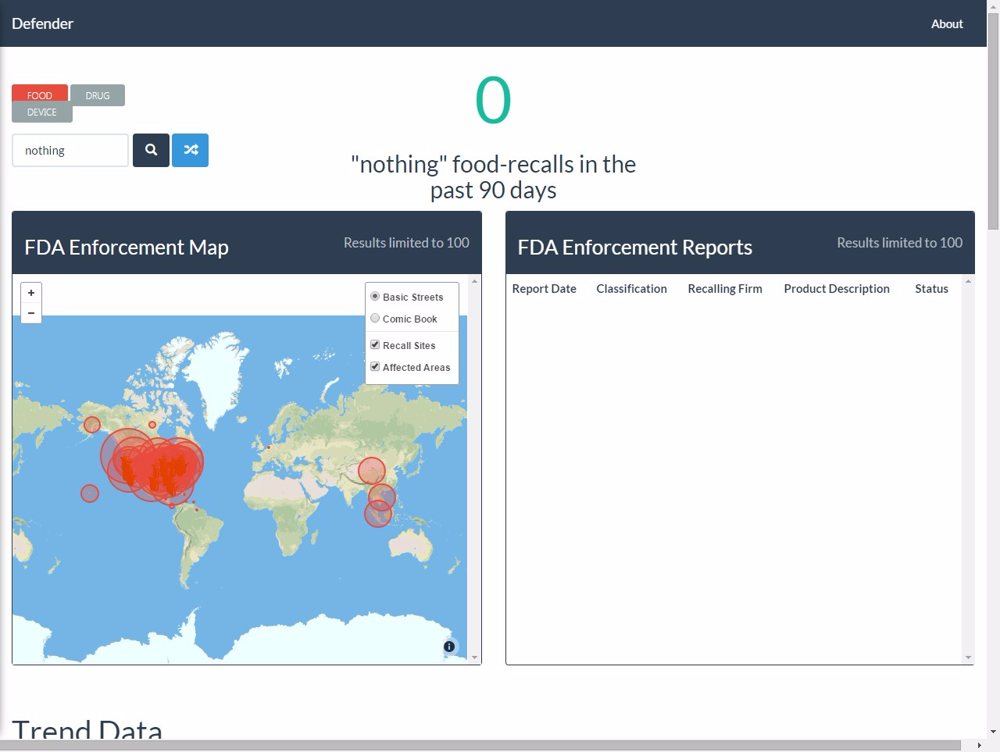 Defender
About
FOOD
DRUG
DEVICE
nothing
0
"nothing" food-recalls in the
past 90 days
FDA Enforcement Map
Results limited to 100
+
−
Basic Streets
Comic Book
Recall Sites
Affected Areas
FDA Enforcement Reports
Results limited to 100
Report Date Classification Recalling Firm Product Description Status
Trend Data